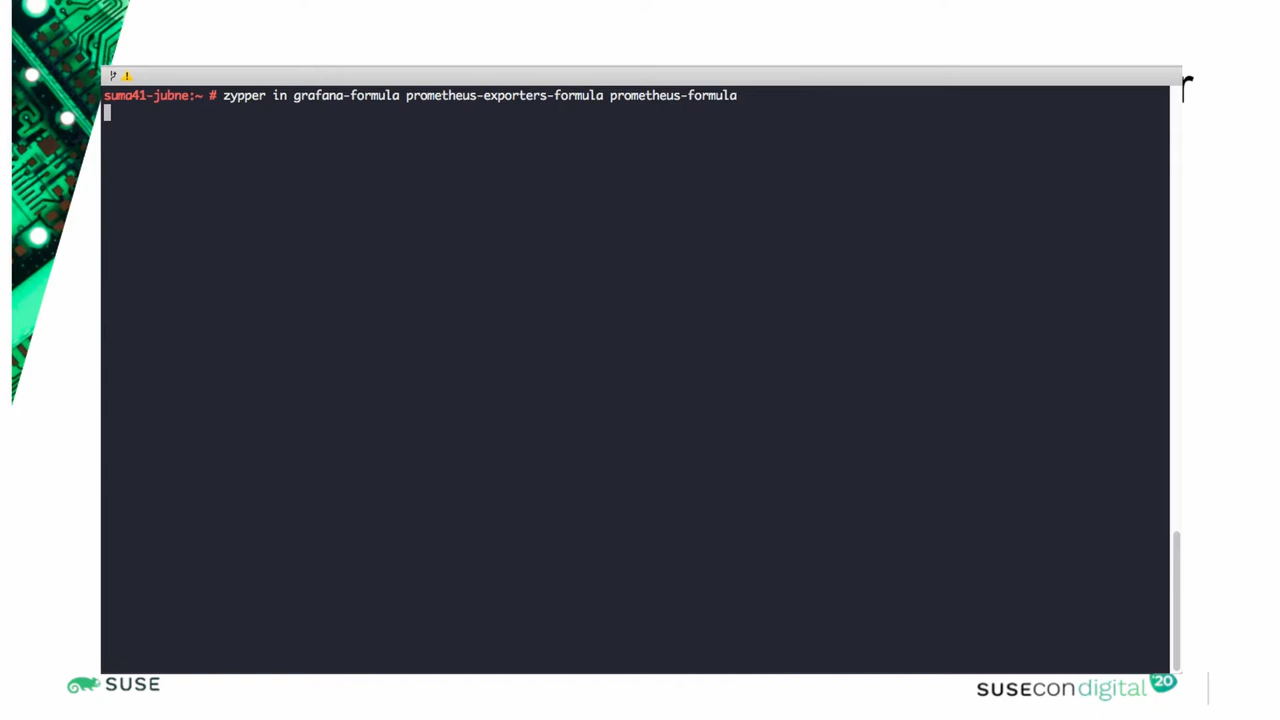 r
suma41-jubne:~ # zypper in grafana-formula prometheus-exporters-formula prometheus-formula
SUSE
SUSEcon digital '20